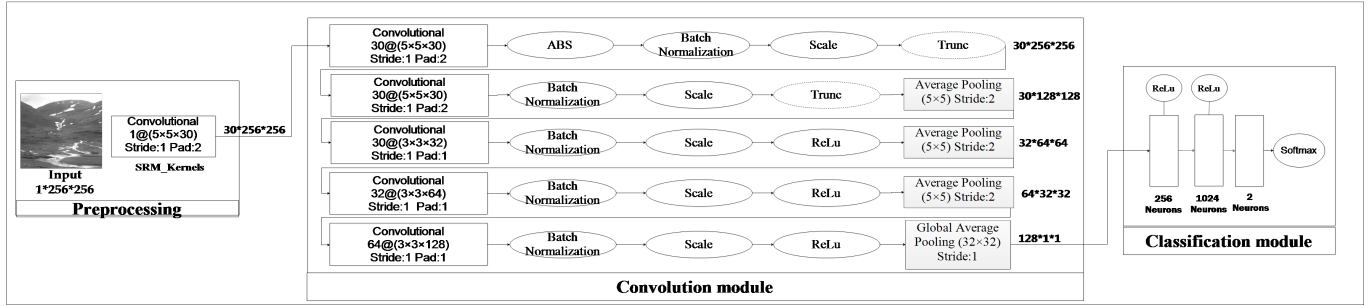 Input
1*256*256
Convolutional
1@(5×5×30)
Stride:1 Pad:2
SRM_Kernels
30*256*256
Preprocessing
Convolutional
30@(5×5×30)
Stride:1 Pad:2
ABS
Batch
Normalization
Scale
Trunc
30*256*256
Convolutional
30@(5×5×30)
Stride:1 Pad:2
Batch
Normalization
Scale
Trunc
Average Pooling
(5×5) Stride:2
30*128*128
Convolutional
30@(3×3×32)
Stride:1 Pad:1
Batch
Normalization
Scale
ReLu
Average Pooling
(5×5) Stride:2
32*64*64
Convolutional
32@(3×3×64)
Stride:1 Pad:1
Batch
Normalization
Scale
ReLu
Average Pooling
(5×5) Stride:2
64*32*32
Convolutional
64@(3×3×128)
Stride:1 Pad:1
Batch
Normalization
Scale
ReLu
Global Average
Pooling (32×32)
Stride:1
128*1*1
Convolution module
ReLu
ReLu
Softmax
256
Neurons
1024
Neurons
2
Neurons
Classification module